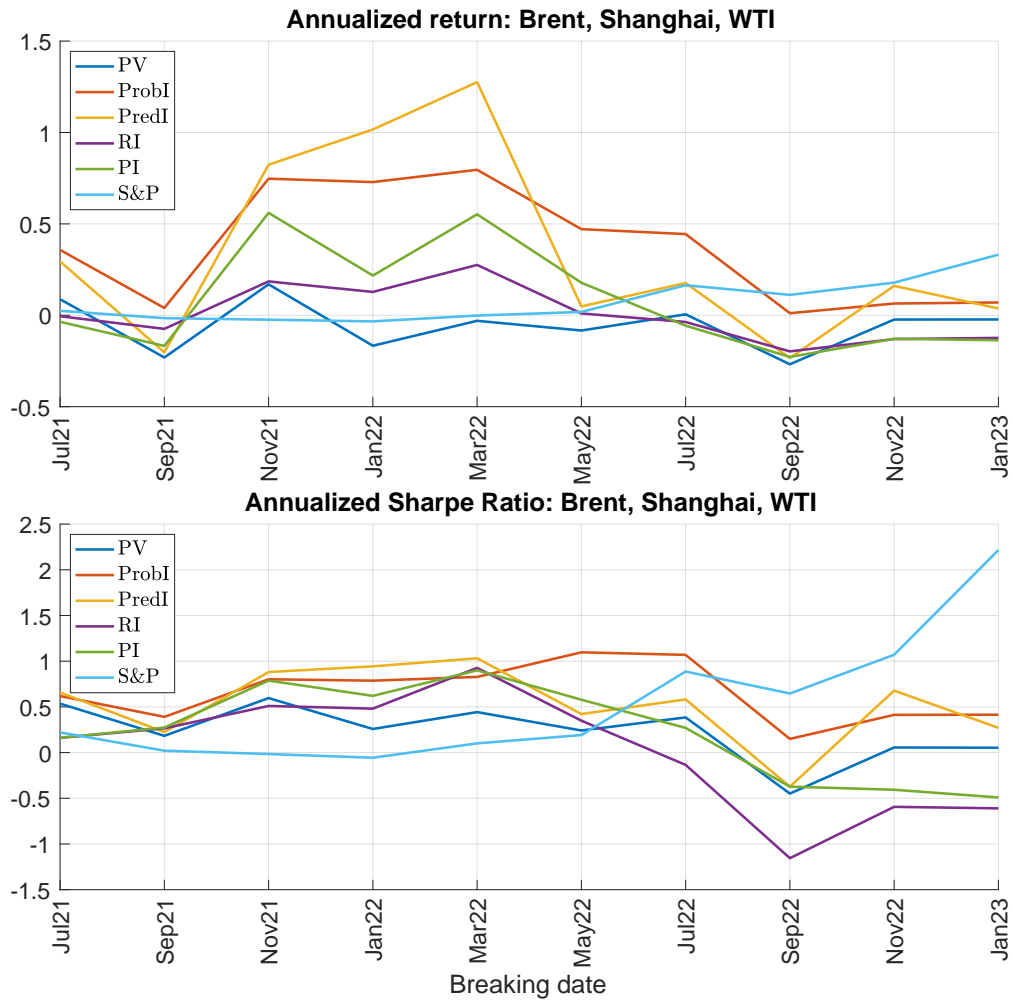 Annualized return: Brent, Shanghai, WTI
1.5
1
0.5
0
-0.5
PV
ProbI
PredI
RI
PI
S&P
Jul21
Sep21
Nov21
Jan22
Mar22
May22
Jul22
Sep22
Nov22
Jan23
Annualized Sharpe Ratio: Brent, Shanghai, WTI
2.5
2
1.5
1
0.5
0
-0.5
-1
-1.5
PV
ProbI
PredI
RI
PI
S&P
Jul21
Sep21
Nov21
Jan22
Mar22
May22
Jul22
Sep22
Nov22
Jan23
Breaking date